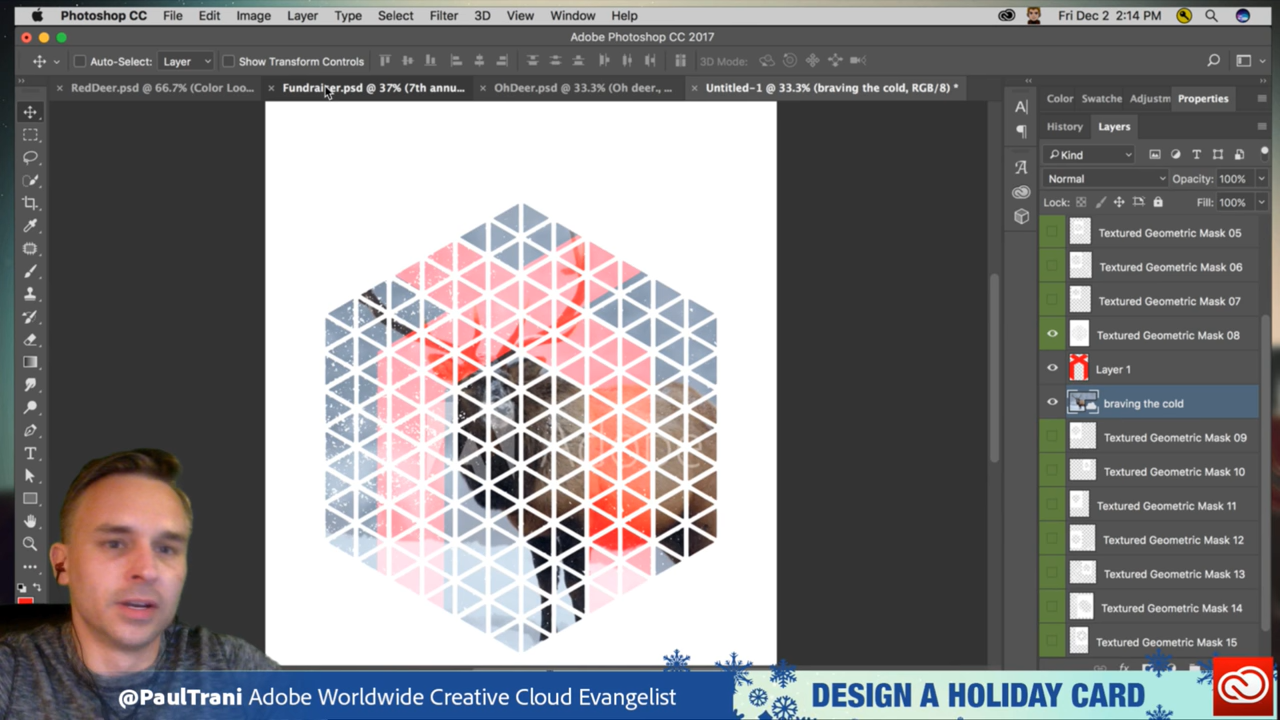 Photoshop CC File Edit Image Layer Type Select Filter 3D View Window Help Fri Dec 2 2:14 PM
Adobe Photoshop CC 2017
Auto-Select: Layer Show Transform Controls 3D Mode:
× RedDeer.psd @ 66.7% (Color Loo... × Fundraiser.psd @ 37% (7th annu... × OhDeer.psd @ 33.3% (Oh deer., ... × Untitled-1 @ 33.3% (braving the cold, RGB/8) *
Color Swatche Adjustm Properties
History Layers
Kind
Normal Opacity: 100%
Lock: Fill: 100%
Textured Geometric Mask 05
Textured Geometric Mask 06
Textured Geometric Mask 07
Textured Geometric Mask 08
Layer 1
braving the cold
Textured Geometric Mask 09
Textured Geometric Mask 10
Textured Geometric Mask 11
Textured Geometric Mask 12
Textured Geometric Mask 13
Textured Geometric Mask 14
Textured Geometric Mask 15
@PaulTrani Adobe Worldwide Creative Cloud Evangelist
DESIGN A HOLIDAY CARD